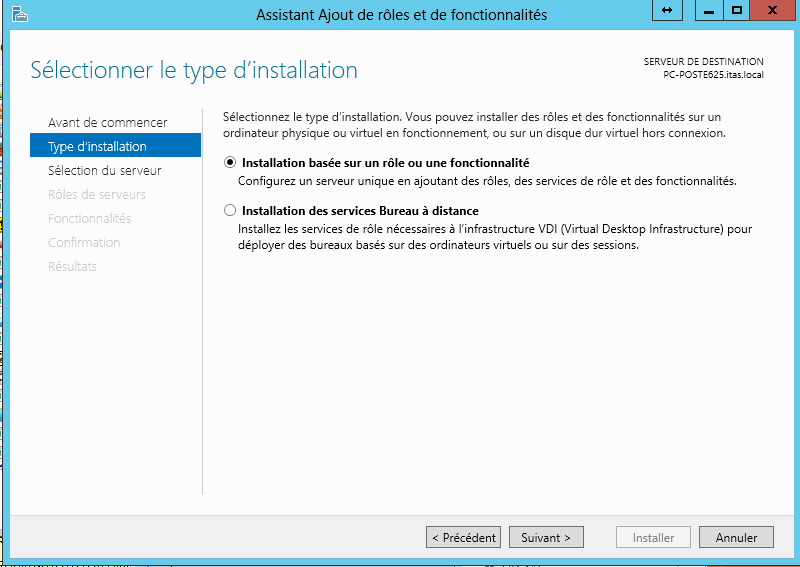 Assistant Ajout de rôles et de fonctionnalités
Sélectionner le type d'installation
SERVEUR DE DESTINATION
PC-POSTE625.itas.local
Avant de commencer
Type d'installation
Sélection du serveur
Rôles de serveurs
Fonctionnalités
Confirmation
Résultats
Sélectionnez le type d'installation. Vous pouvez installer des rôles et des fonctionnalités sur un
ordinateur physique ou virtuel en fonctionnement, ou sur un disque dur virtuel hors connexion.
Installation basée sur un rôle ou une fonctionnalité
Configurez un serveur unique en ajoutant des rôles, des services de rôle et des fonctionnalités.
Installation des services Bureau à distance
Installez les services de rôle nécessaires à l'infrastructure VDI (Virtual Desktop Infrastructure) pour
déployer des bureaux basés sur des ordinateurs virtuels ou sur des sessions.
< Précédent
Suivant >
Installer
Annuler